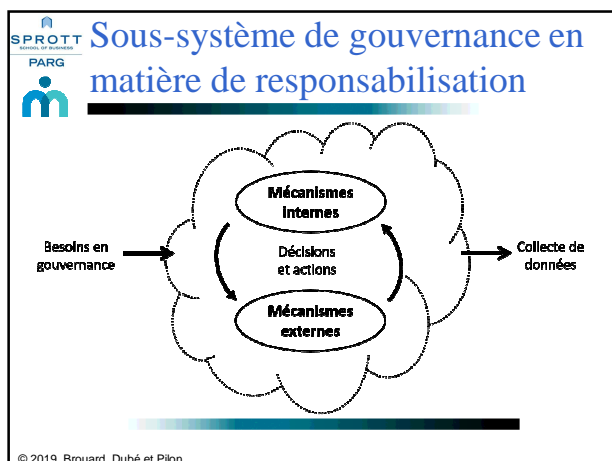 SPROTT
SCHOOL OF BUSINESS
PARG
Sous-système de gouvernance en
matière de responsabilisation
Mécanismes
internes
Besoins en
gouvernance
Décisions
et actions
Collecte de
données
Mécanismes
externes
© 2019, Brouard, Dubé et Pilon